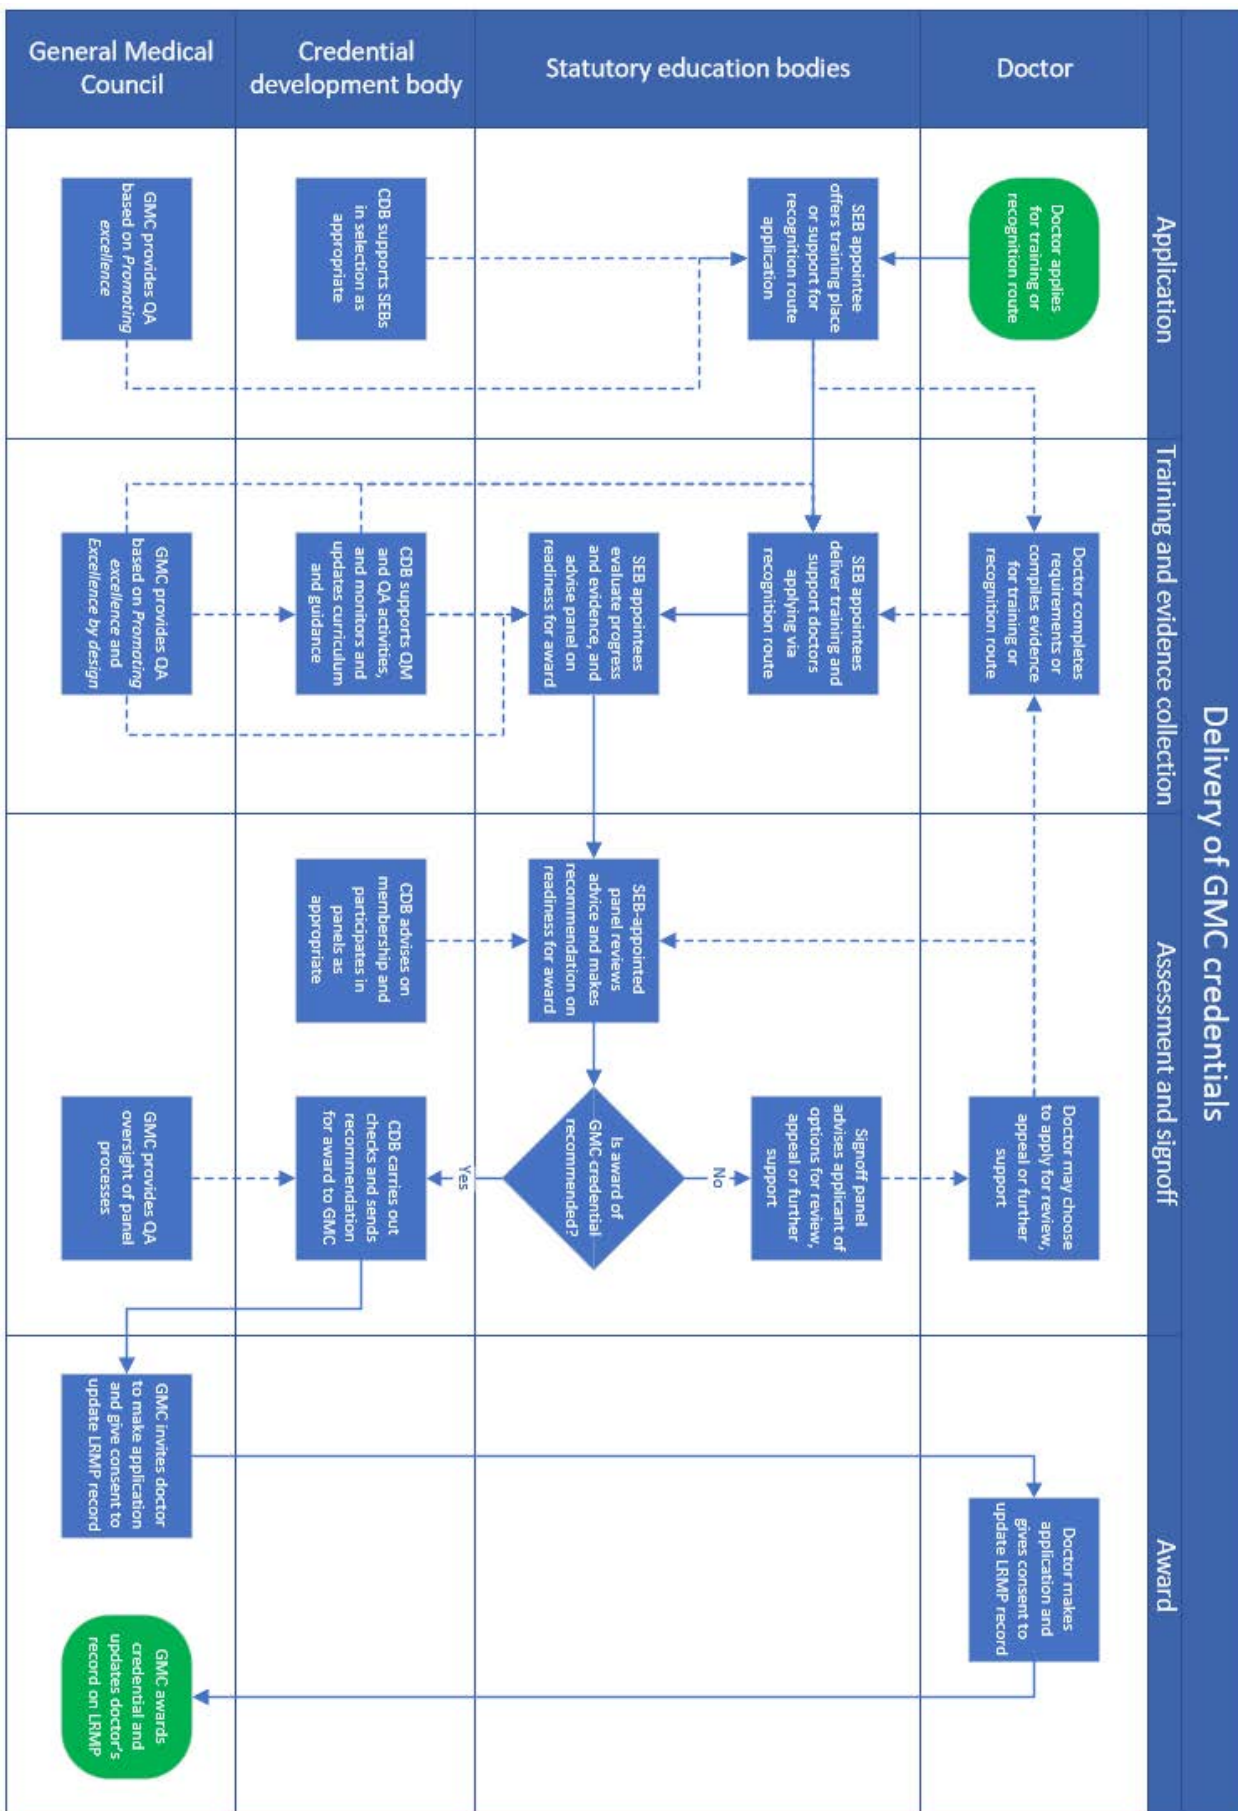 Delivery of GMC credentials
Application
Training and evidence collection
Assessment and signoff
Award
Doctor
Doctor applies
for training or
recognition route
Doctor completes
requirements or
compiles evidence
for training or
recognition route
Doctor may choose
to apply for review,
appeal or further
support
Doctor makes
application and
gives consent to
update LRMP record
Statutory education bodies
SEB appointee
offers training place
or support for
recognition route
application
SEB appointees
deliver training and
support doctors
applying via
recognition route
SEB appointees
evaluate progress
and evidence, and
advise panel on
readiness for award
SEB-appointed
panel reviews
advice and makes
recommendation on
readiness for award
Signoff panel
advises applicant of
options for review,
appeal or further
support
No
Is award of
GMC credential
recommended?
Yes
Credential
development body
CDB supports SEBs
in selection as
appropriate
CDB supports QM
and QA activities,
and monitors and
updates curriculum
and guidance
CDB advises on
membership and
participates in
panels as
appropriate
CDB carries out
checks and sends
recommendation
for award to GMC
General Medical
Council
GMC provides QA
based on Promoting
excellence
GMC provides QA
based on Promoting
excellence and
Excellence by design
GMC provides QA
oversight of panel
processes
GMC invites doctor
to make application
and give consent to
update LRMP record
GMC awards
credential and
updates doctor's
record on LRMP